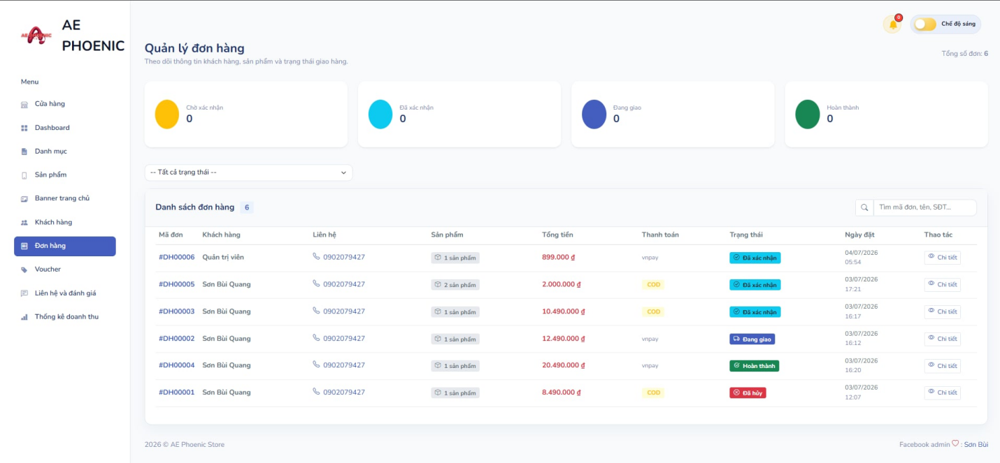 AE
PHOENIC
Menu
Cửa hàng
Dashboard
Danh mục
Sản phẩm
Banner trang chủ
Khách hàng
Đơn hàng
Voucher
Liên hệ và đánh giá
Thống kê doanh thu
0
Chế độ sáng
Quản lý đơn hàng
Theo dõi thông tin khách hàng, sản phẩm và trạng thái giao hàng.
Tổng số đơn: 6
Chờ xác nhận
0
Đã xác nhận
0
Đang giao
0
Hoàn thành
0
-- Tất cả trạng thái --
Danh sách đơn hàng 6
Tìm mã đơn, tên, SĐT...
Mã đơn Khách hàng Liên hệ Sản phẩm Tổng tiền Thanh toán Trạng thái Ngày đặt Thao tác
#DH00006 Quản trị viên 0902079427 1 sản phẩm 899.000 ₫ vnpay Đã xác nhận 04/07/2026 Chi tiết
05:54
#DH00005 Sơn Bùi Quang 0902079427 2 sản phẩm 2.000.000 ₫ COD Đã xác nhận 03/07/2026 Chi tiết
17:21
#DH00003 Sơn Bùi Quang 0902079427 1 sản phẩm 10.490.000 ₫ COD Đã xác nhận 03/07/2026 Chi tiết
16:17
#DH00002 Sơn Bùi Quang 0902079427 1 sản phẩm 12.490.000 ₫ vnpay Đang giao 03/07/2026 Chi tiết
16:12
#DH00004 Sơn Bùi Quang 0902079427 1 sản phẩm 20.490.000 ₫ vnpay Hoàn thành 03/07/2026 Chi tiết
16:20
#DH00001 Sơn Bùi Quang 0902079427 1 sản phẩm 8.490.000 ₫ COD Đã hủy 03/07/2026 Chi tiết
12:07
2026 © AE Phoenic Store
Facebook admin ♡ : Sơn Bùi